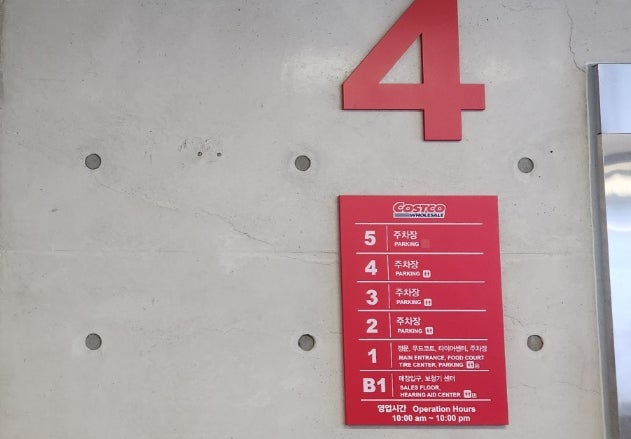 4
COSTCO
WHOLESALE
5 주차장
PARKING
4 주차장
PARKING
3 주차장
PARKING
2 주차장
PARKING
1 정문, 푸드코트, 타이어센터, 주차장
MAIN ENTRANCE, FOOD COURT
TIRE CENTER, PARKING
B1 매장입구, 보청기 센터
SALES FLOOR,
HEARING AID CENTER
영업시간 Operation Hours
10:00 am ~ 10:00 pm